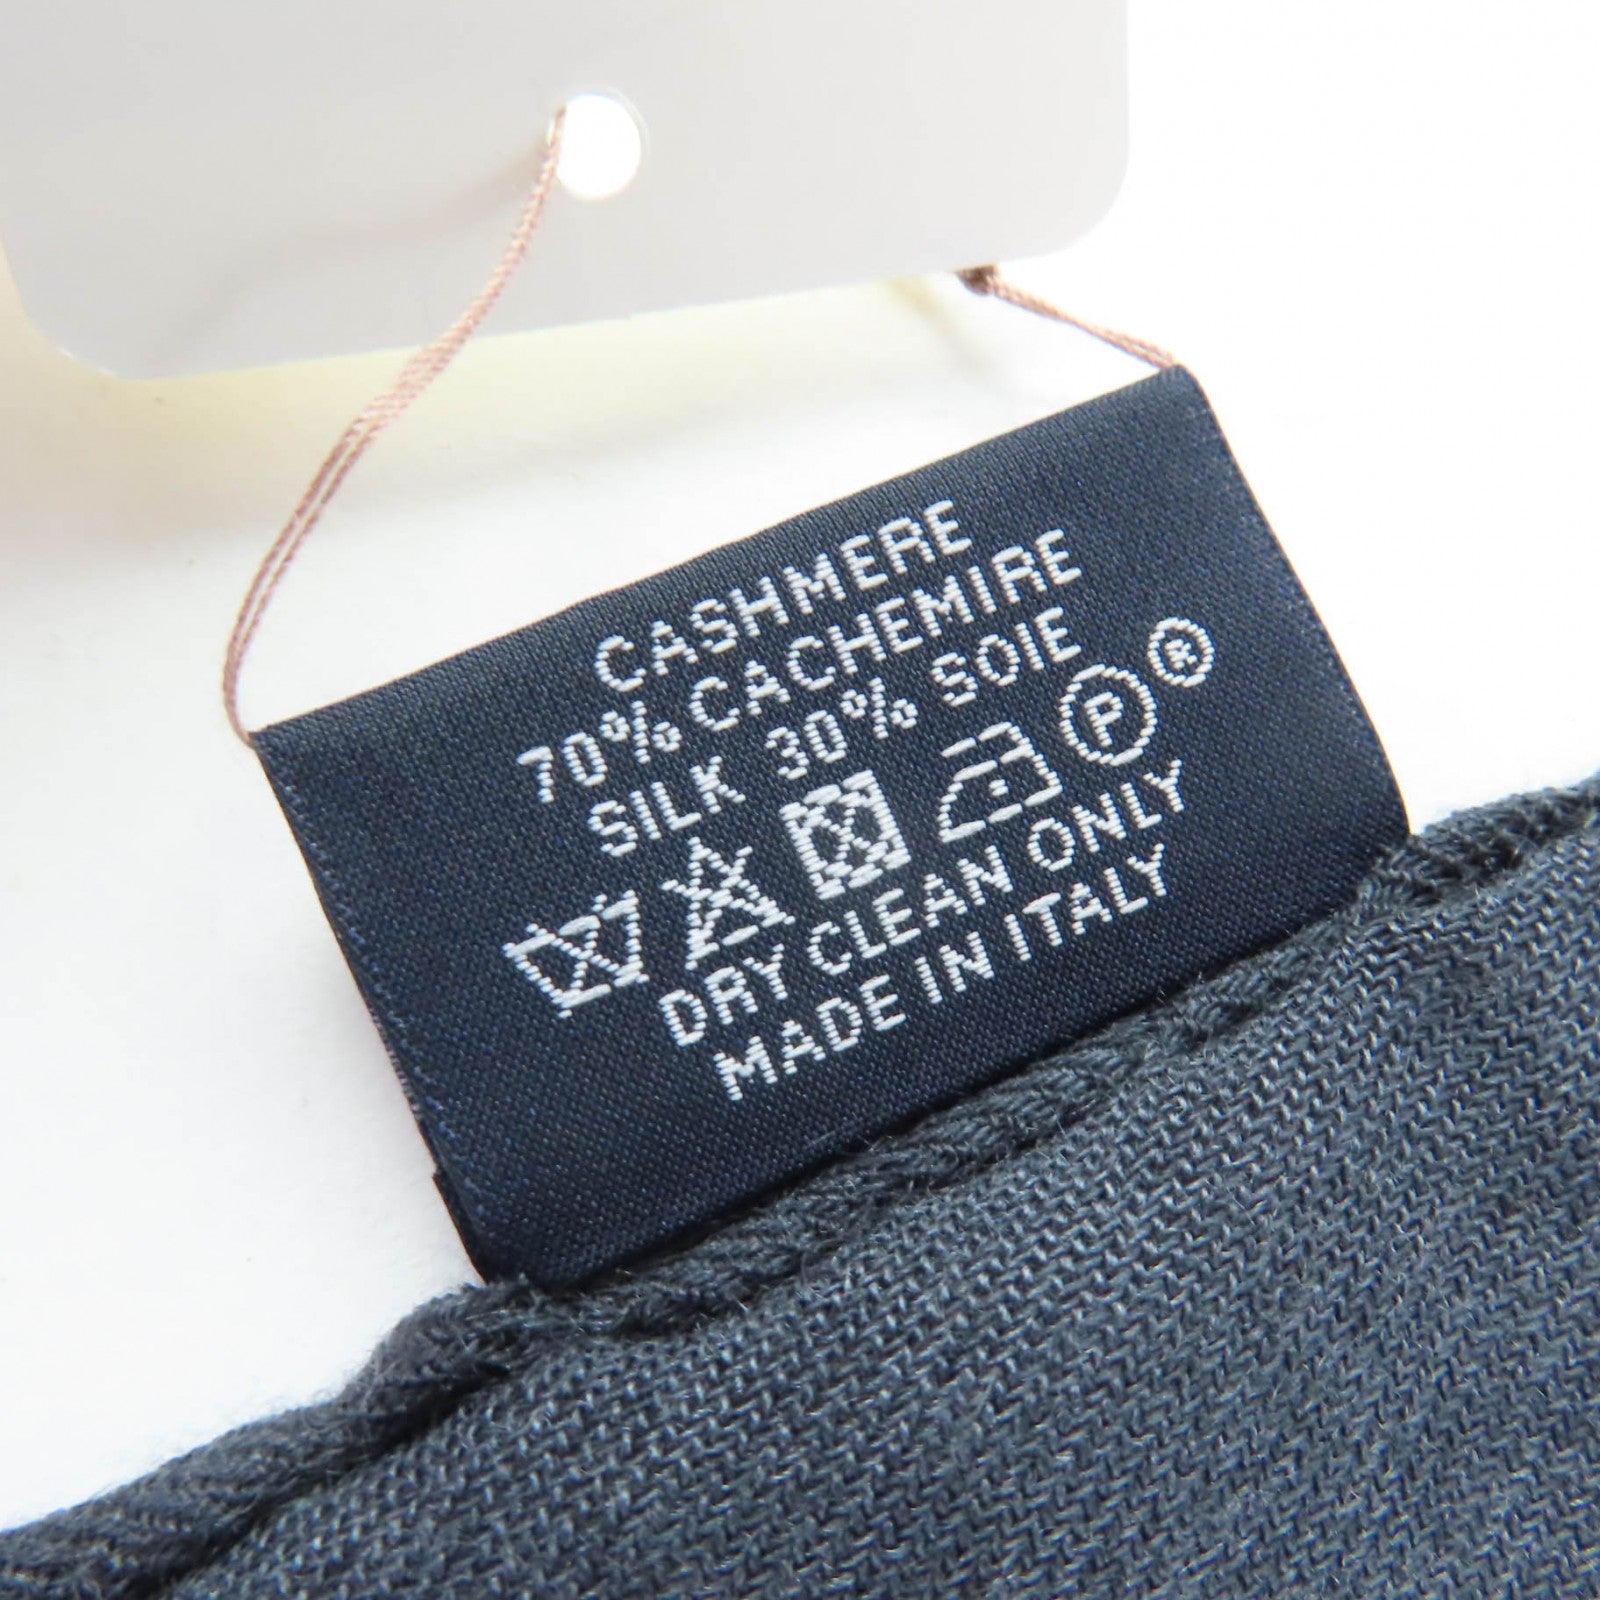 CASHMERE
70% CACHEMIRE
SILK 30% SOIE
P R
DRY CLEAN ONLY
MADE IN ITALY